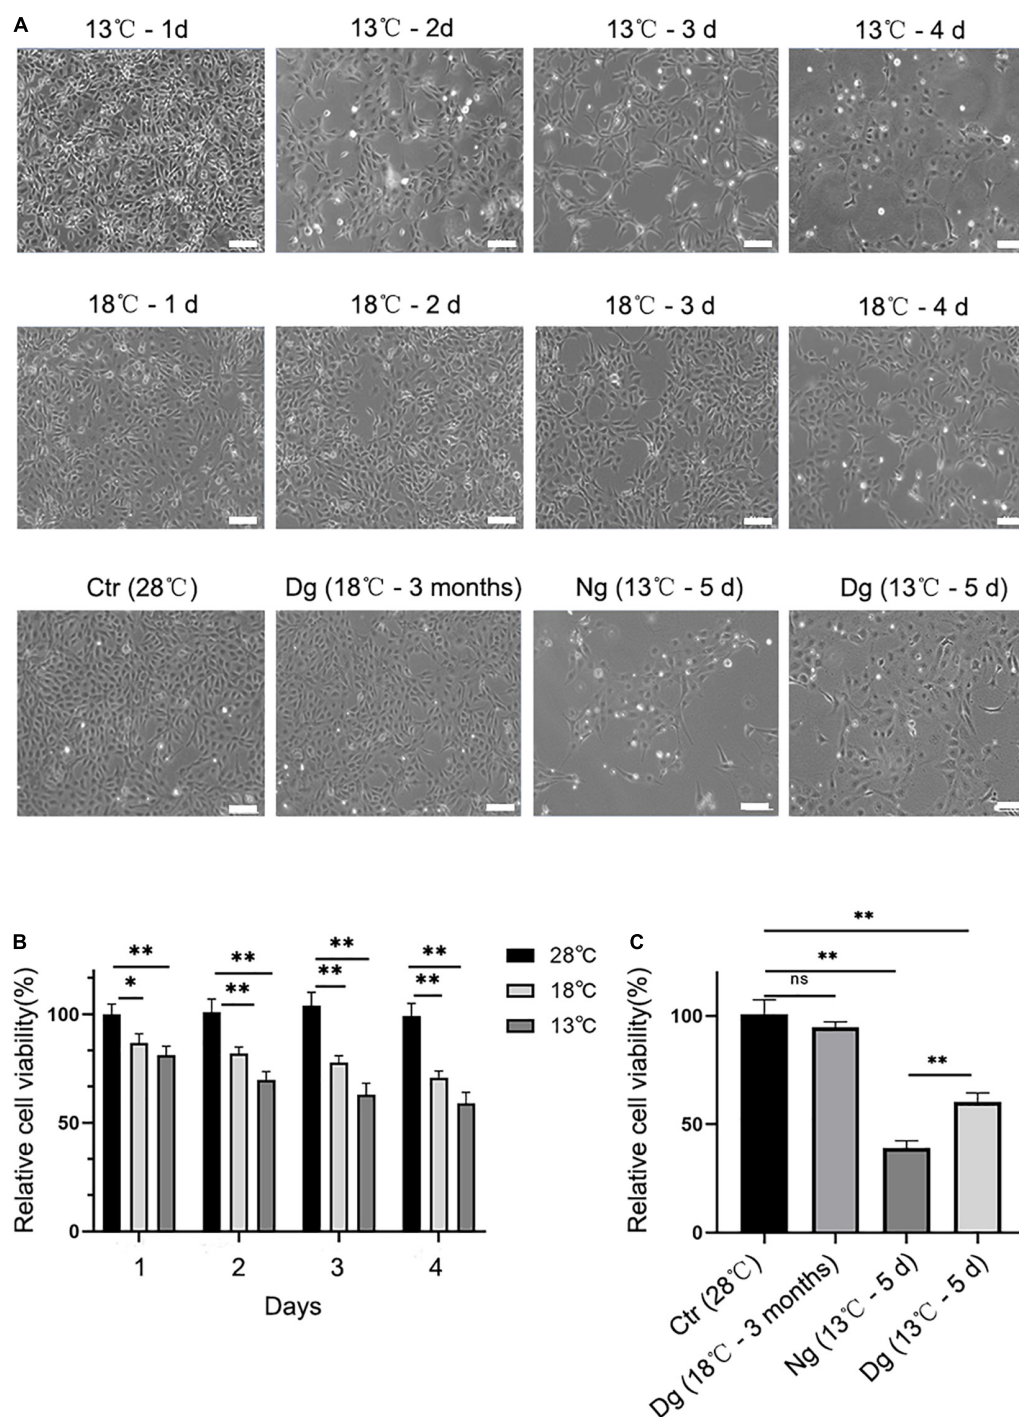 A
13℃ - 1d
13℃ - 2d
13℃ - 3 d
13℃ - 4 d
18℃ - 1 d
18℃ - 2 d
18℃ - 3 d
18℃ - 4 d
Ctr (28℃)
Dg (18℃ - 3 months)
Ng (13℃ - 5 d)
Dg (13℃ - 5 d)
B
Relative cell viability(%)
100
50
0
**
*
**
**
**
**
**
**
1
2
3
4
Days
28℃
18℃
13℃
C
Relative cell viability(%)
100
50
0
**
**
ns
**
Ctr (28℃)
Dg (18℃ - 3 months)
Ng (13℃ - 5 d)
Dg (13℃ - 5 d)